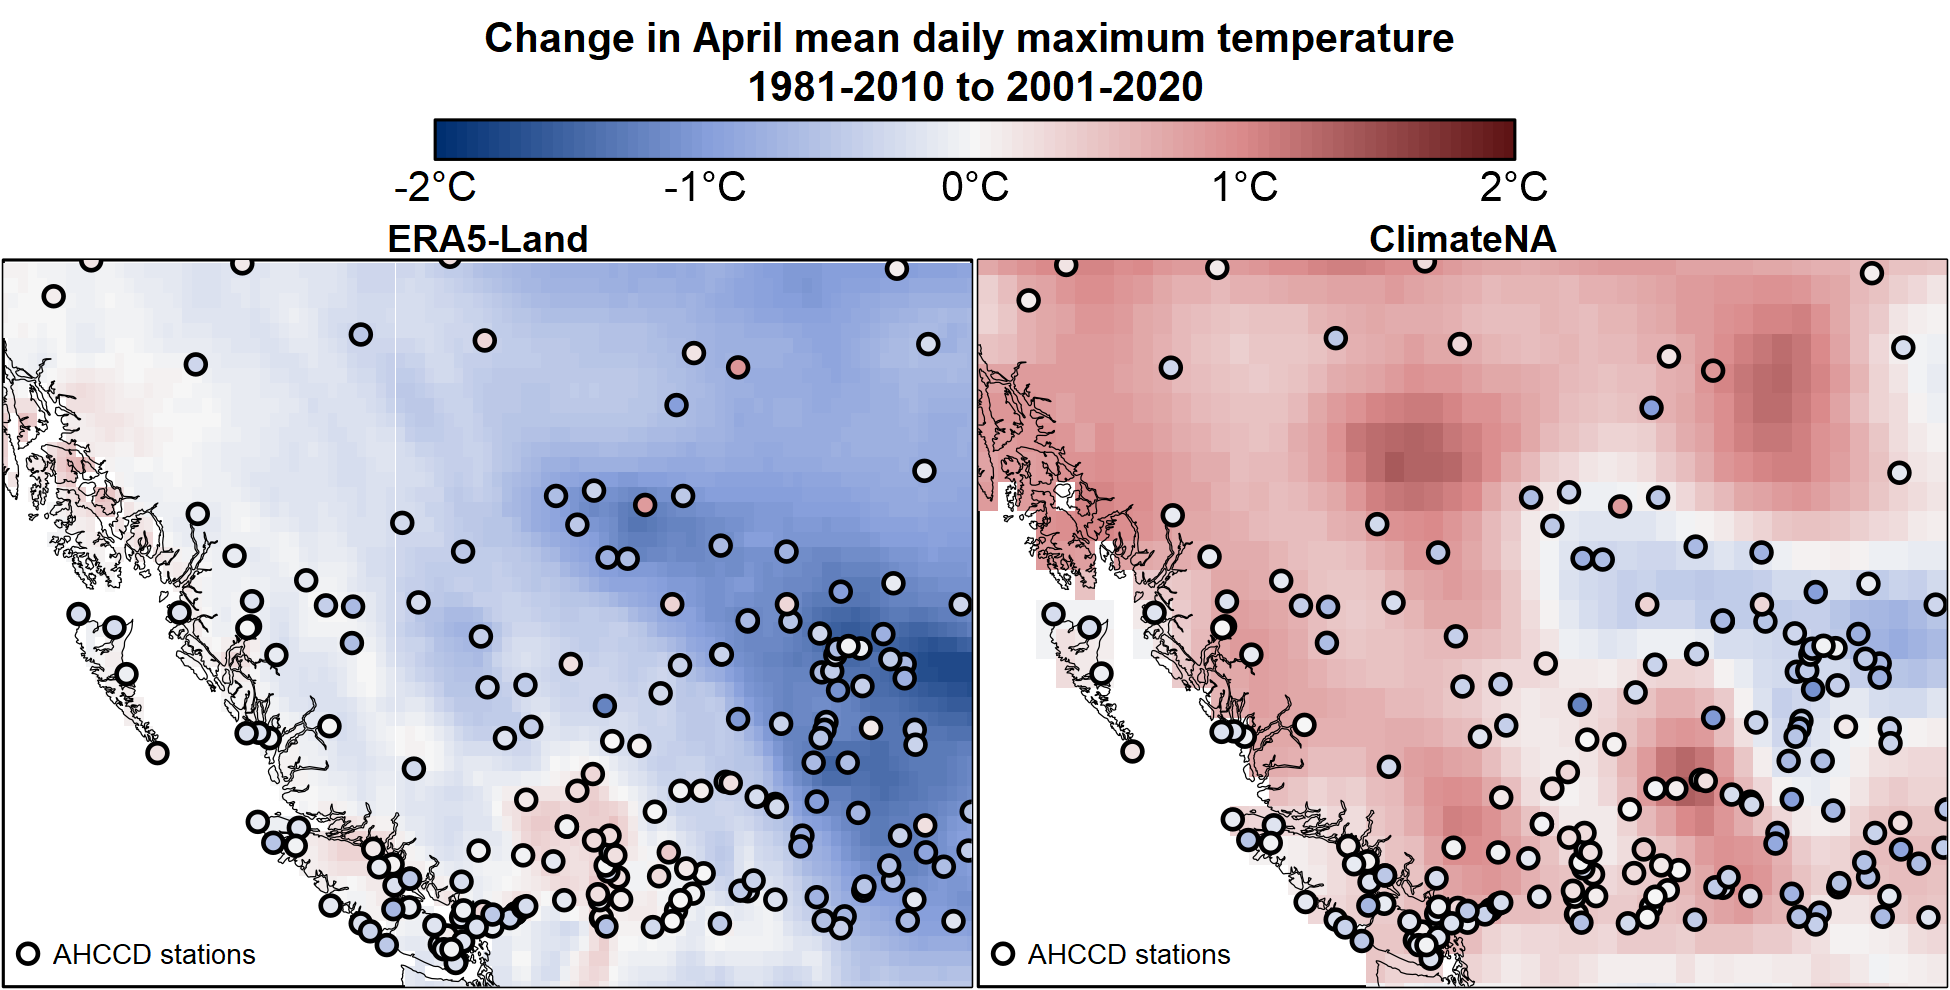 Change in April mean daily maximum temperature
1981-2010 to 2001-2020
-2°C -1°C 0°C 1°C 2°C
ERA5-Land
ClimateNA
AHCCD stations
AHCCD stations